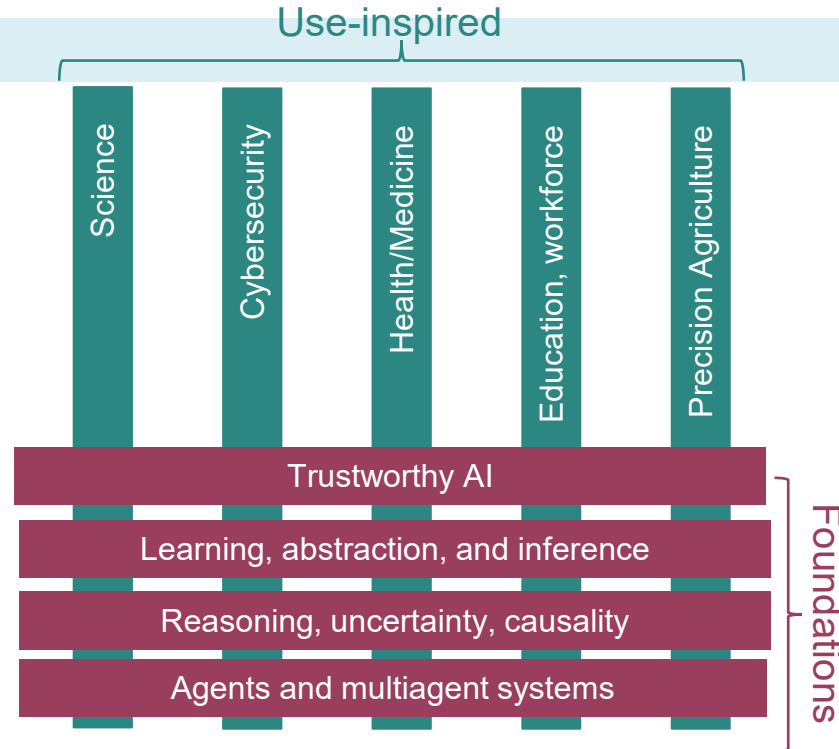 Use-inspired
Science
Cybersecurity
Health/Medicine
Education, workforce
Precision Agriculture
Trustworthy AI
Learning, abstraction, and inference
Reasoning, uncertainty, causality
Agents and multiagent systems
Foundations